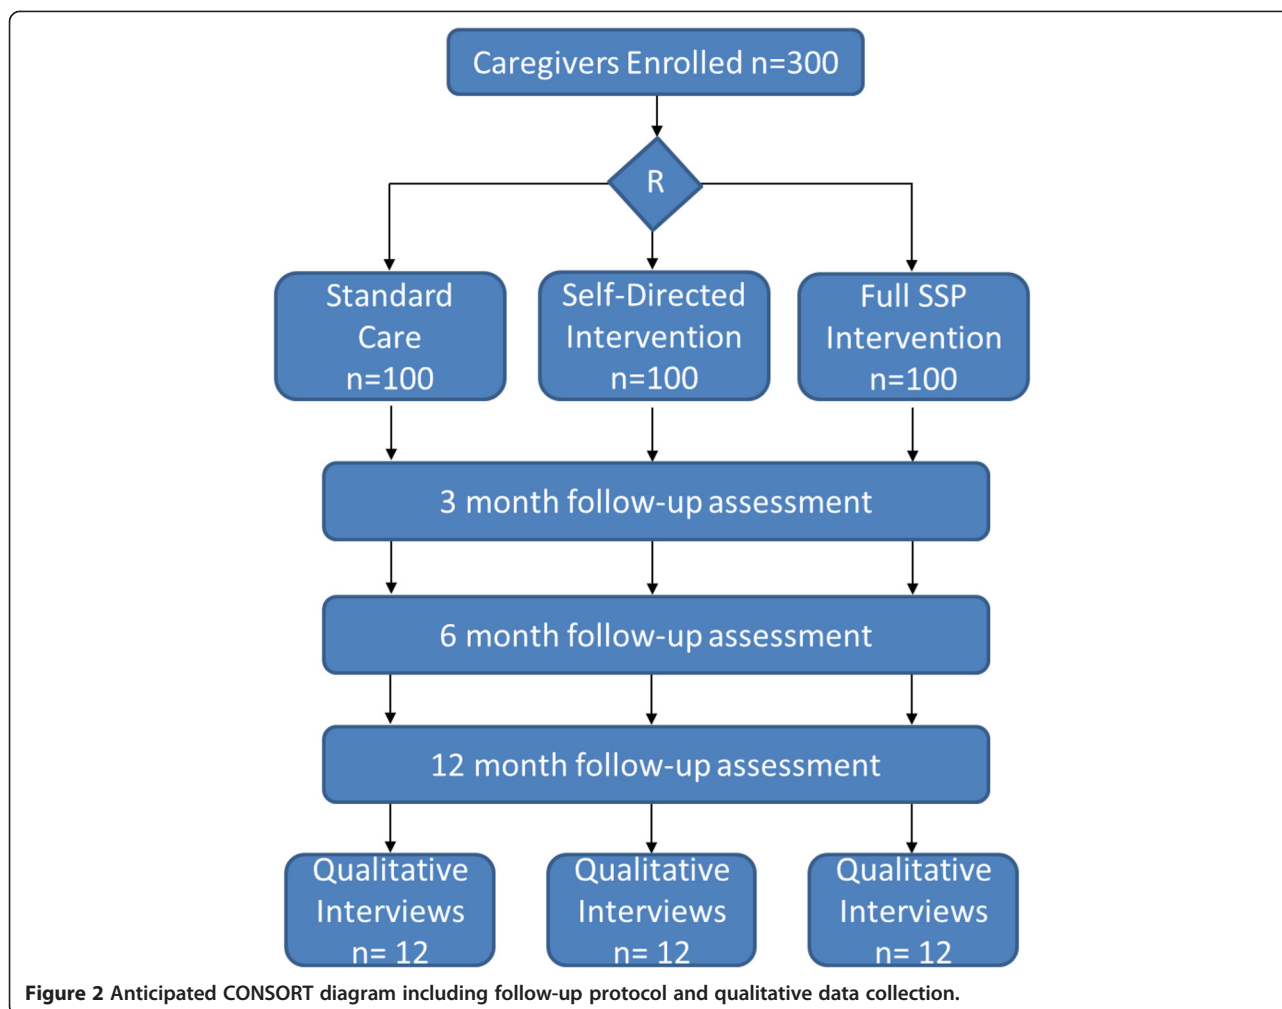 Caregivers Enrolled n=300
R
Standard
Care
n=100
Self-Directed
Intervention
n=100
Full SSP
Intervention
n=100
3 month follow-up assessment
6 month follow-up assessment
12 month follow-up assessment
Qualitative
Interviews
n= 12
Qualitative
Interviews
n= 12
Qualitative
Interviews
n= 12
Figure 2 Anticipated CONSORT diagram including follow-up protocol and qualitative data collection.